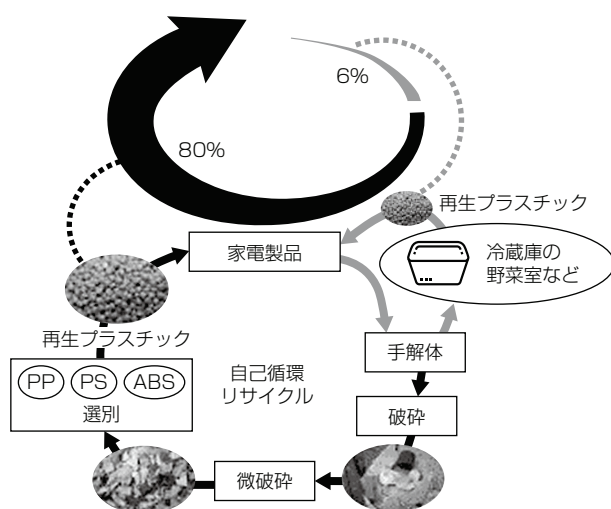 6%
80%
再生プラスチック
家電製品
冷蔵庫の
野菜室など
再生プラスチック
手解体
PP PS ABS
選別
自己循環
リサイクル
破砕
微破砕